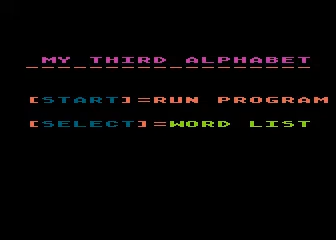 MY THIRD ALPHABET
[START]=RUN PROGRAM
[SELECT]=WORD LIST